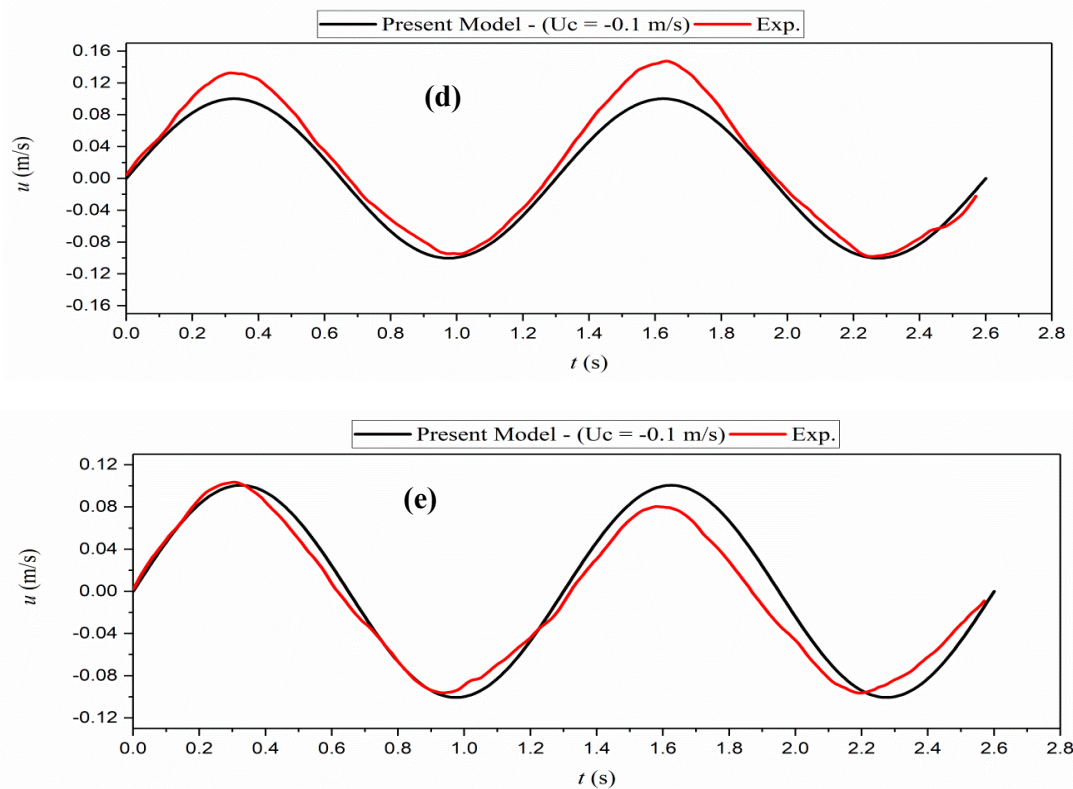 Present Model - (Uc = -0.1 m/s) Exp.
0.16
0.12
0.08
0.04
0.00
-0.04
-0.08
-0.12
-0.16
u (m/s)
(d)
0.0 0.2 0.4 0.6 0.8 1.0 1.2 1.4 1.6 1.8 2.0 2.2 2.4 2.6 2.8
t (s)
Present Model - (Uc = -0.1 m/s) Exp.
0.12
0.08
0.04
0.00
-0.04
-0.08
-0.12
u (m/s)
(e)
0.0 0.2 0.4 0.6 0.8 1.0 1.2 1.4 1.6 1.8 2.0 2.2 2.4 2.6 2.8
t (s)